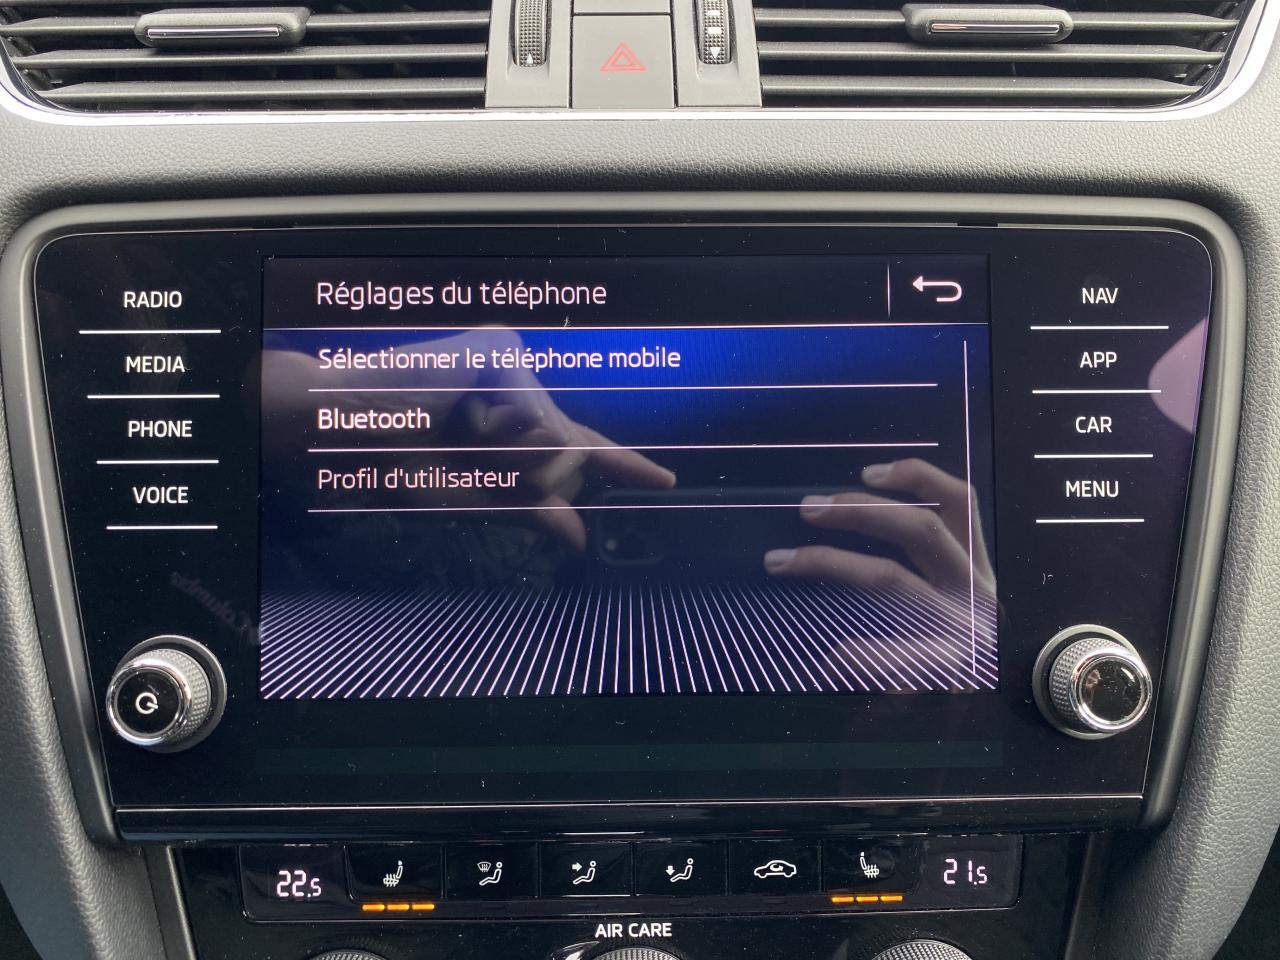 RADIO
MEDIA
PHONE
VOICE
Réglages du téléphone
Sélectionner le téléphone mobile
Bluetooth
Profil d'utilisateur
NAV
APP
CAR
MENU
22.5
21.5
AIR CARE
Columbia